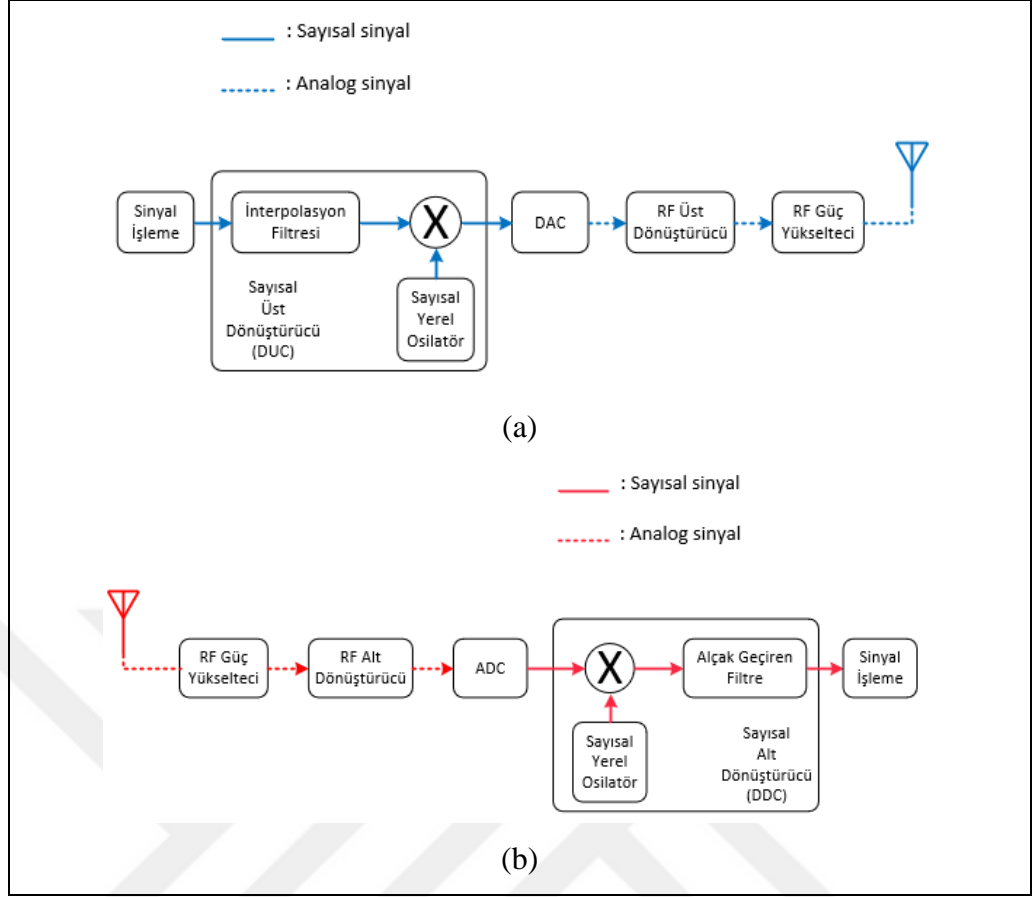 : Sayısal sinyal
: Analog sinyal
Sinyal
İşleme
İnterpolasyon
Filtresi
X
DAC
RF Üst
Dönüştürücü
RF Güç
Yükselteci
Sayısal
Üst
Dönüştürücü
(DUC)
Sayısal
Yerel
Osilatör
(a)
: Sayısal sinyal
: Analog sinyal
RF Güç
Yükselteci
RF Alt
Dönüştürücü
ADC
X
Alçak Geçiren
Filtre
Sinyal
İşleme
Sayısal
Yerel
Osilatör
Sayısal
Alt
Dönüştürücü
(DDC)
(b)